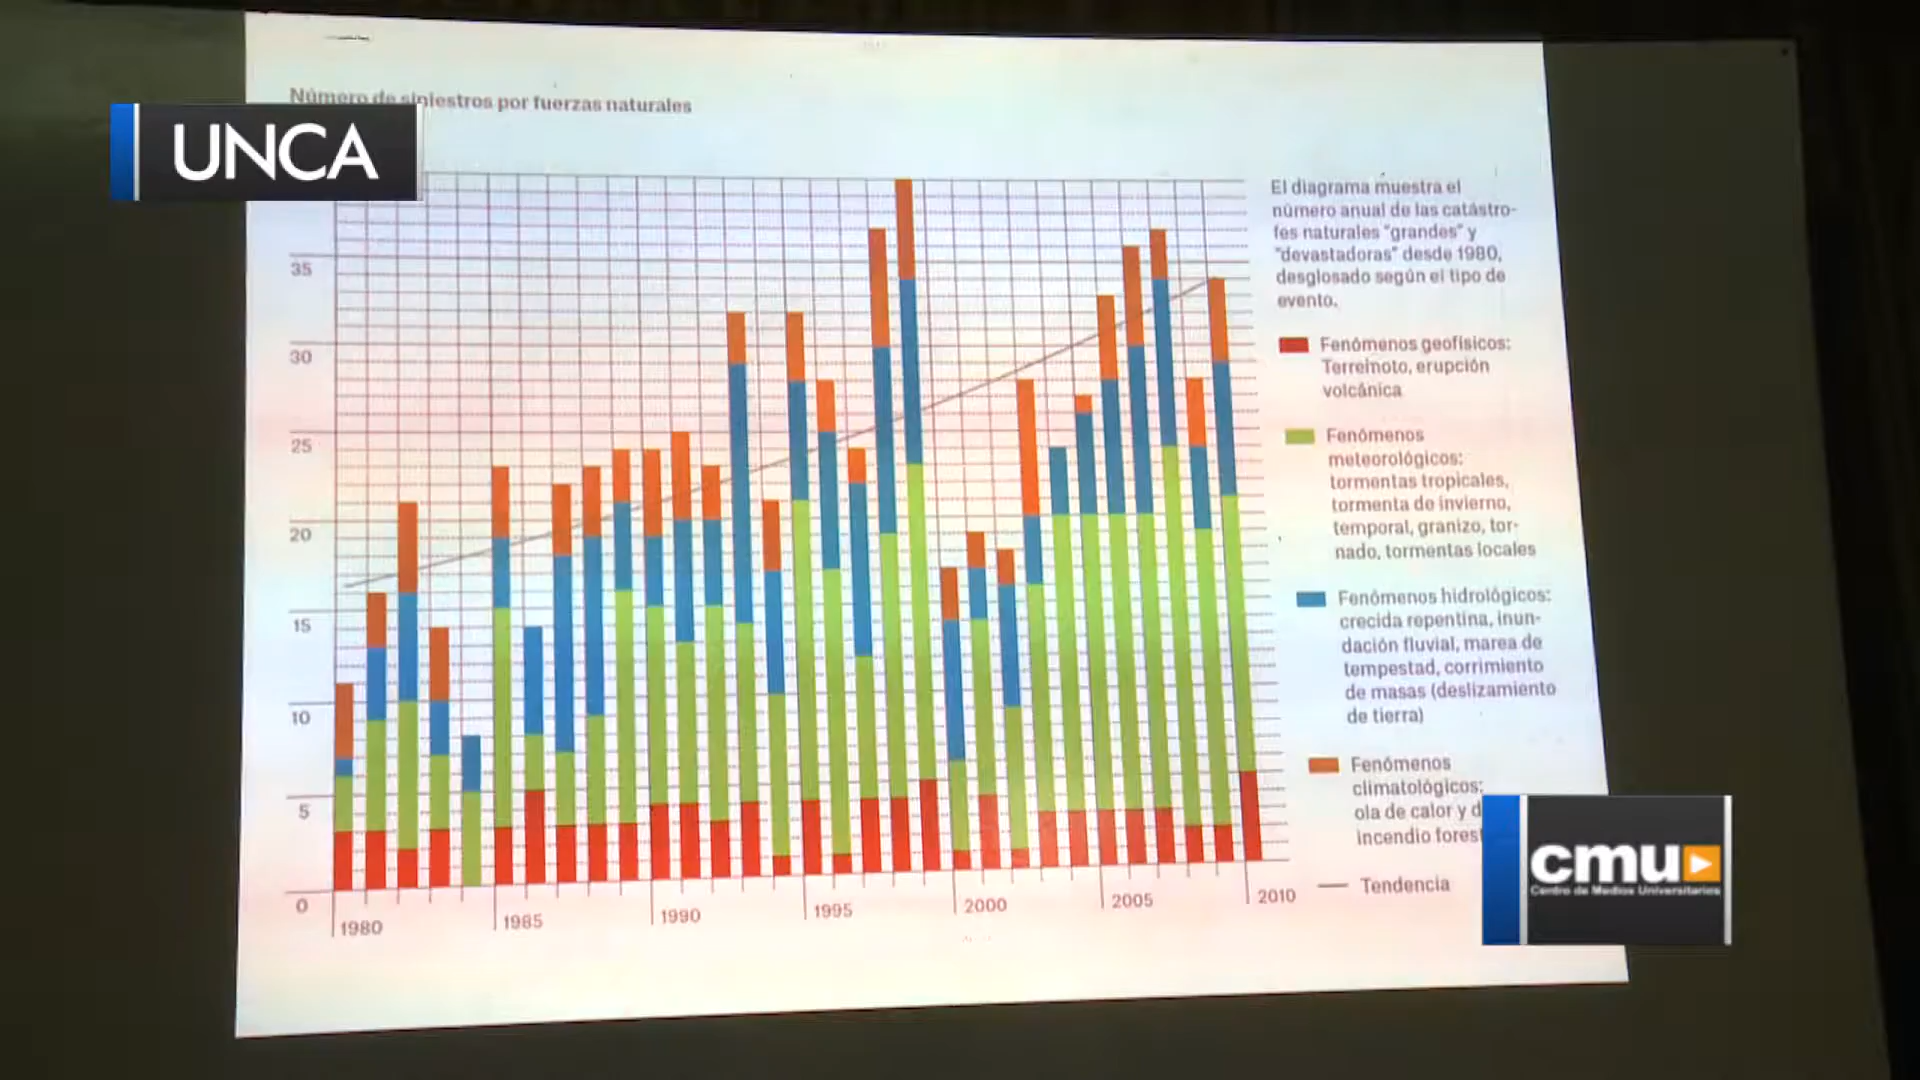 Número de siniestros por fuerzas naturales
UNCA
35
30
25
20
15
10
5
0
1980
1985
1990
1995
2000
2005
2010
El diagrama muestra el
número anual de las catástro-
fes naturales "grandes" y
"devastadoras" desde 1980,
desglosado según el tipo de
evento.
Fenómenos geofísicos:
Terremoto, erupción
volcánica
Fenómenos
meteorológicos:
tormentas tropicales,
tormenta de invierno,
temporal, granizo, tor-
nado, tormentas locales
Fenómenos hidrológicos:
crecida repentina, inun-
dación fluvial, marea de
tempestad, corrimiento
de masas (deslizamiento
de tierra)
Fenómenos
climatológicos:
ola de calor y d
incendio forest
Tendencia
cmu
Centro de Medios Universitarios